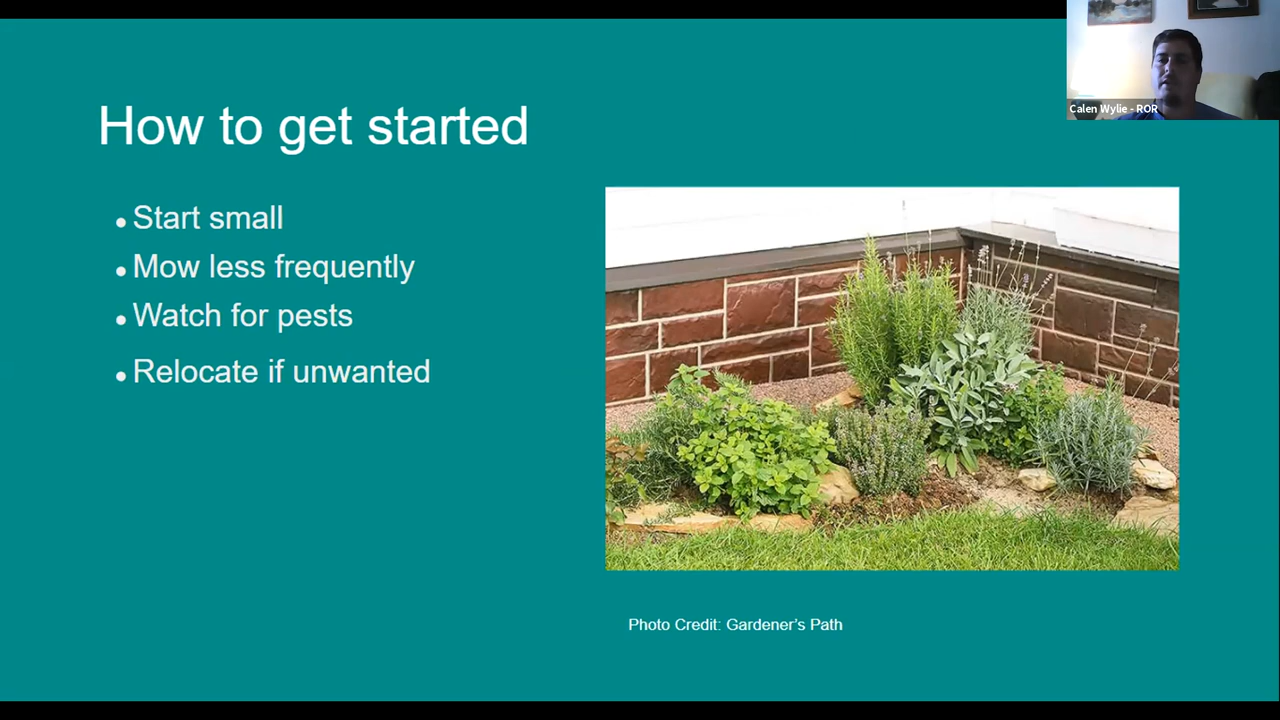 Calen Wylie - ROR
How to get started
• Start small
• Mow less frequently
• Watch for pests
• Relocate if unwanted
Photo Credit: Gardener's Path